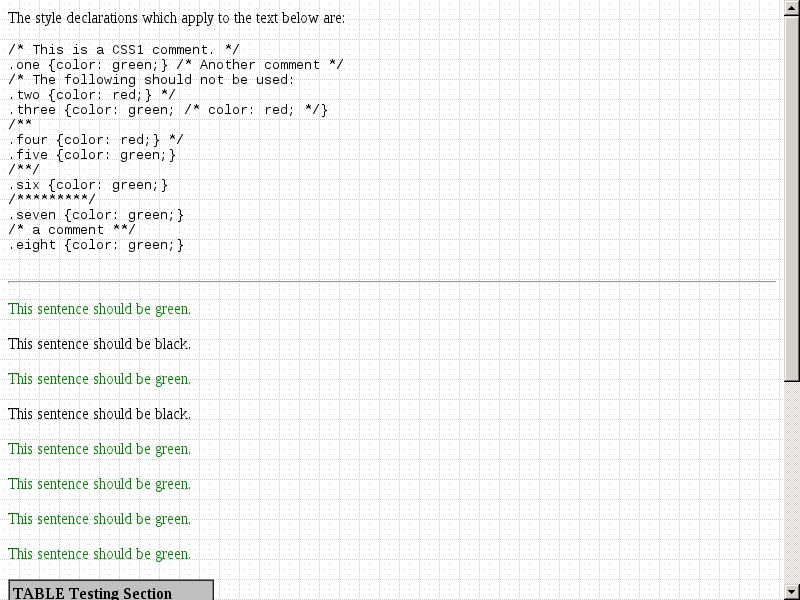 The style declarations which apply to the text below are:
/* This is a CSS1 comment. */
.one {color: green;} /* Another comment */
/* The following should not be used:
.two {color: red;} */
.three {color: green; /* color: red; */}
/**
.four {color: red;} */
.five {color: green;}
/**/
.six {color: green;}
/*********/
.seven {color: green;}
/* a comment **/
.eight {color: green;}
This sentence should be green.
This sentence should be black.
This sentence should be green.
This sentence should be black.
This sentence should be green.
This sentence should be green.
This sentence should be green.
This sentence should be green.
TABLE Testing Section